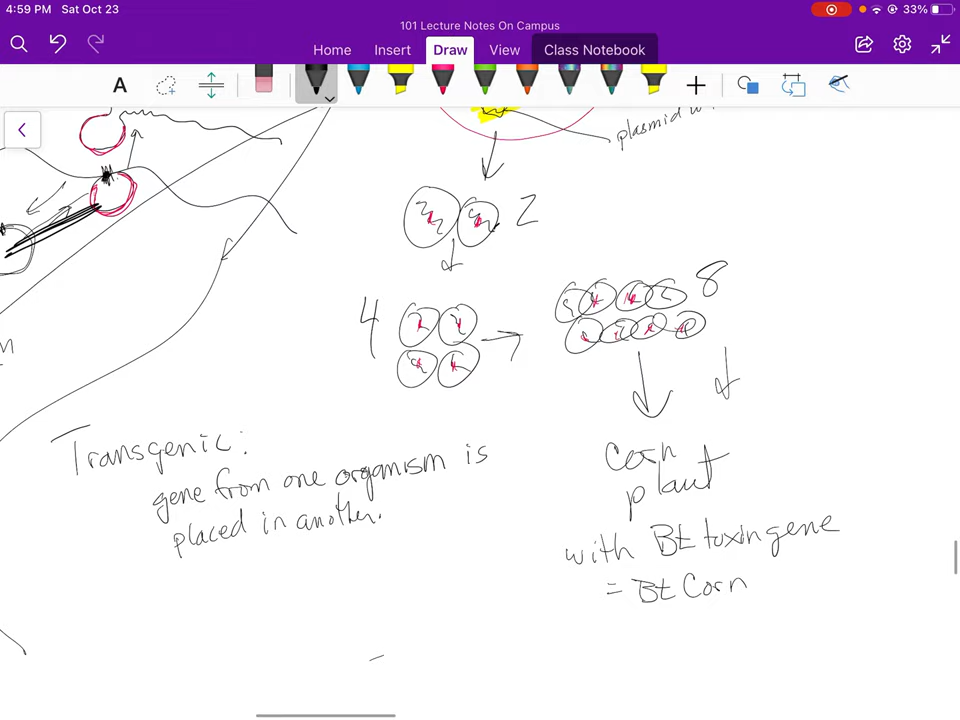 4:59 PM Sat Oct 23
33%
101 Lecture Notes On Campus
Home Insert Draw View Class Notebook
A
plasmid
2
4
8
Transgenic:
gene from one organism is
placed in another.
Corn
plant
with Bt toxin gene
= Bt Corn